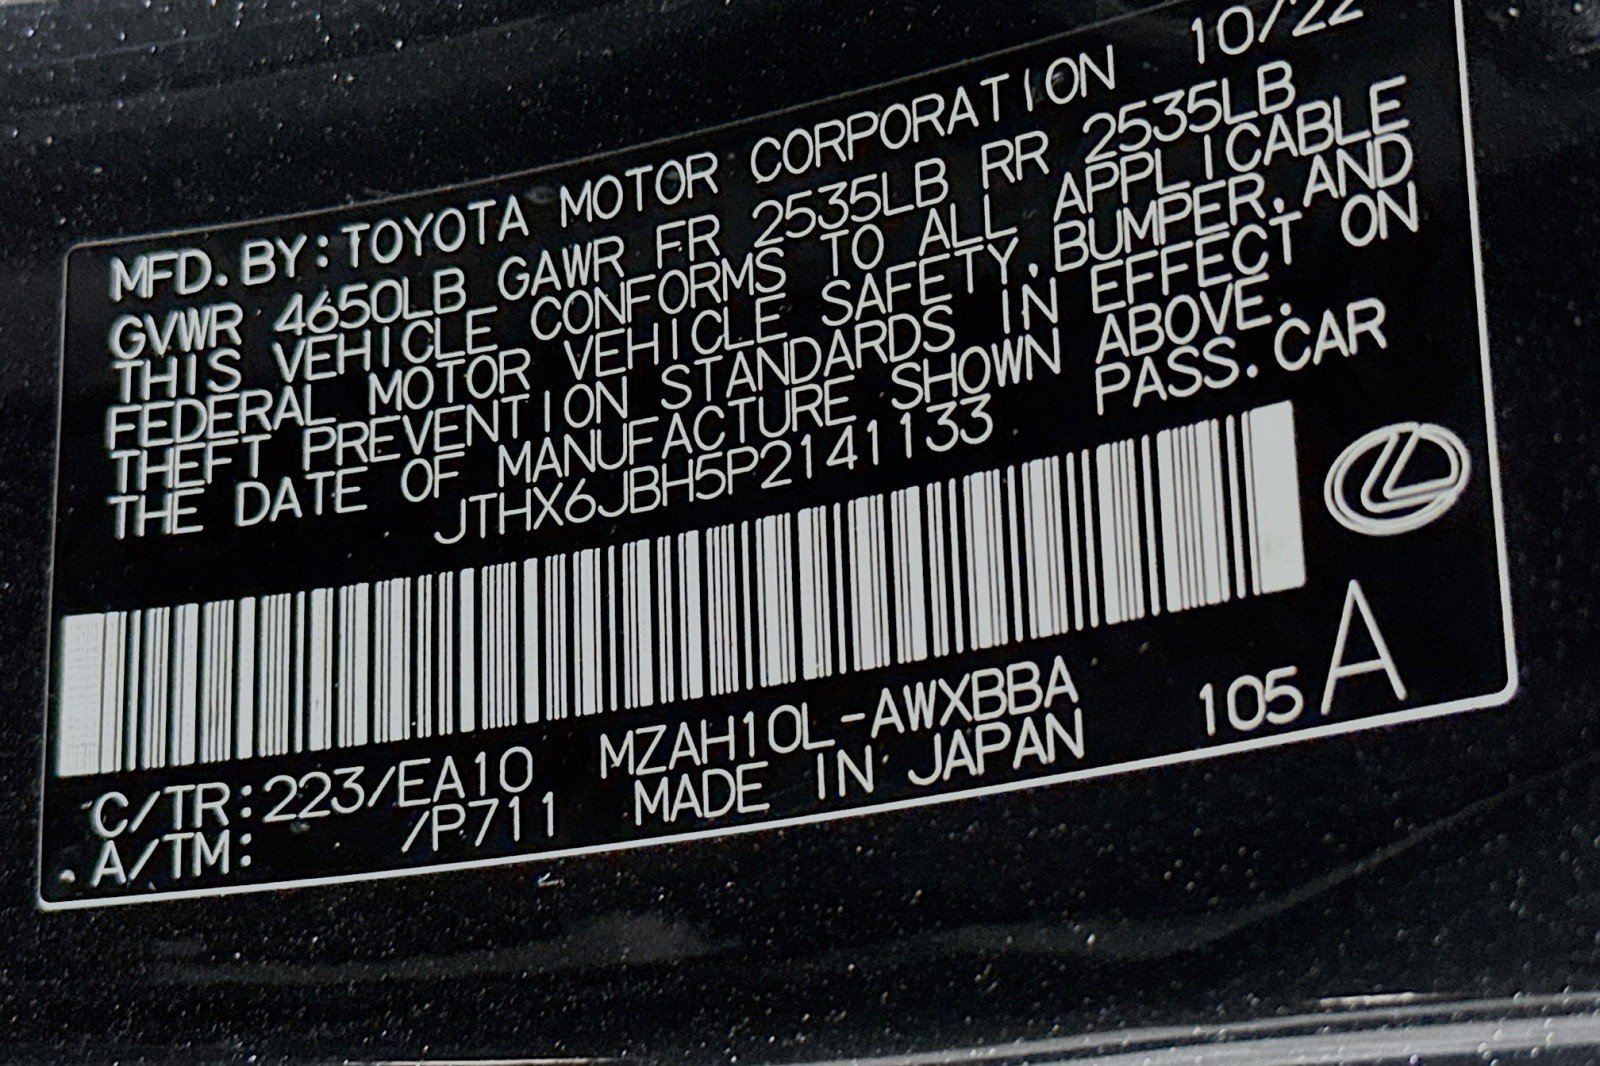 MFD. BY: TOYOTA MOTOR CORPORATION 10/22
GVWR 4650LB GAWR FR 2535LB RR 2535LB
THIS VEHICLE CONFORMS TO ALL APPLICABLE
FEDERAL MOTOR VEHICLE SAFETY, BUMPER, AND
THEFT PREVENTION STANDARDS IN EFFECT ON
THE DATE OF MANUFACTURE SHOWN ABOVE.
JTHX6JBH5P2141133 PASS. CAR
C/TR: 223/EA10 MZAH10L-AWXBBA 105 A
A/TM: /P711 MADE IN JAPAN